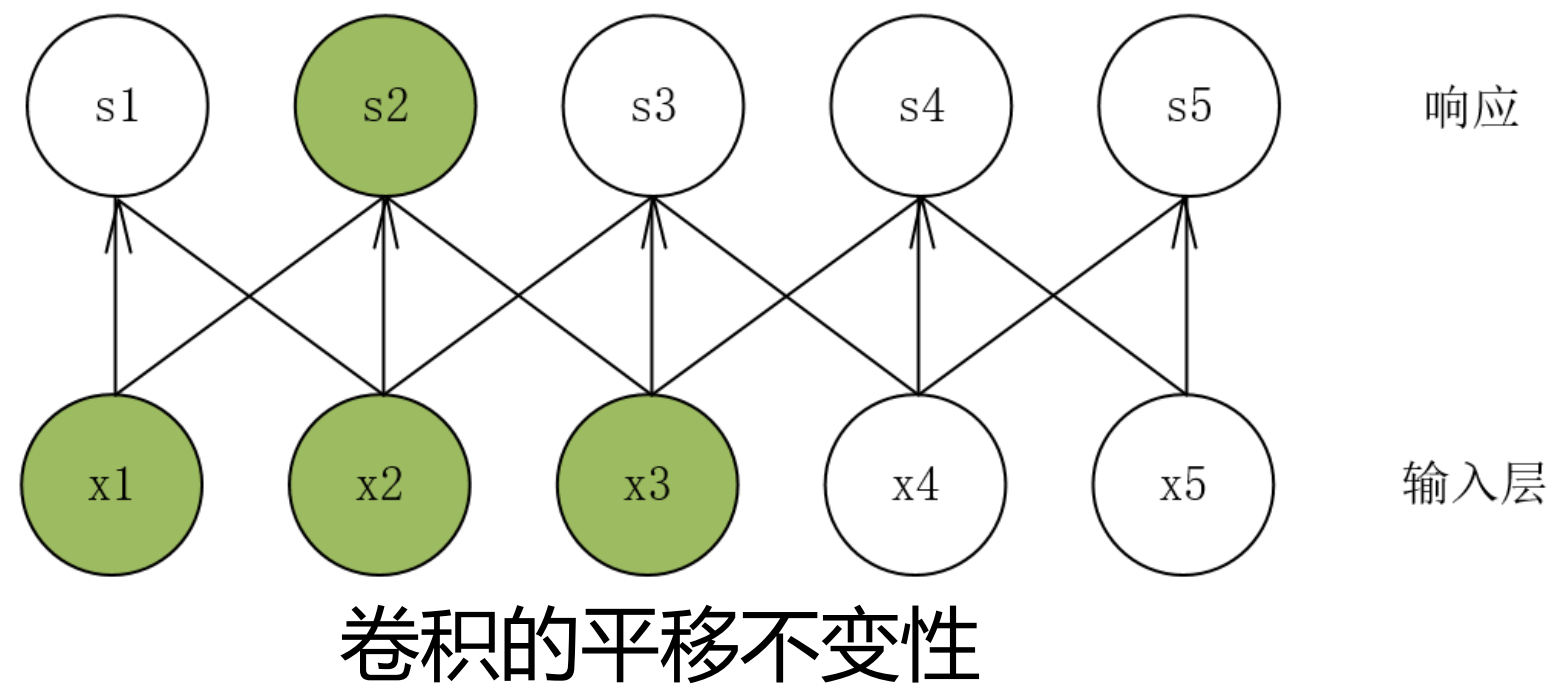 s1 s2 s3 s4 s5 响应
x1 x2 x3 x4 x5 输入层
卷积的平移不变性